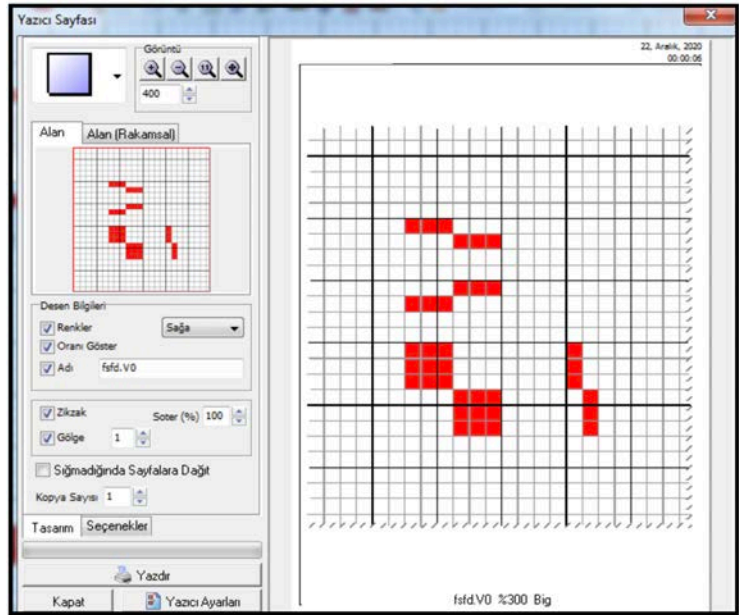 Yazıcı Sayfası
Görüntü
400
Alan
Alan (Rakamsal)
Desen Bilgileri
Renkler
Sağa
Oranı Göster
Adı
fsfd.V0
Zikzak
Soter (%)
100
Gölge
1
Sığmadığında Sayfalara Dağıt
Kopya Sayısı
1
Tasarım
Seçenekler
Yazdır
Kapat
Yazıcı Ayarları
22, Aralık, 2020
00:00:06
fsfd.V0 %300 Big